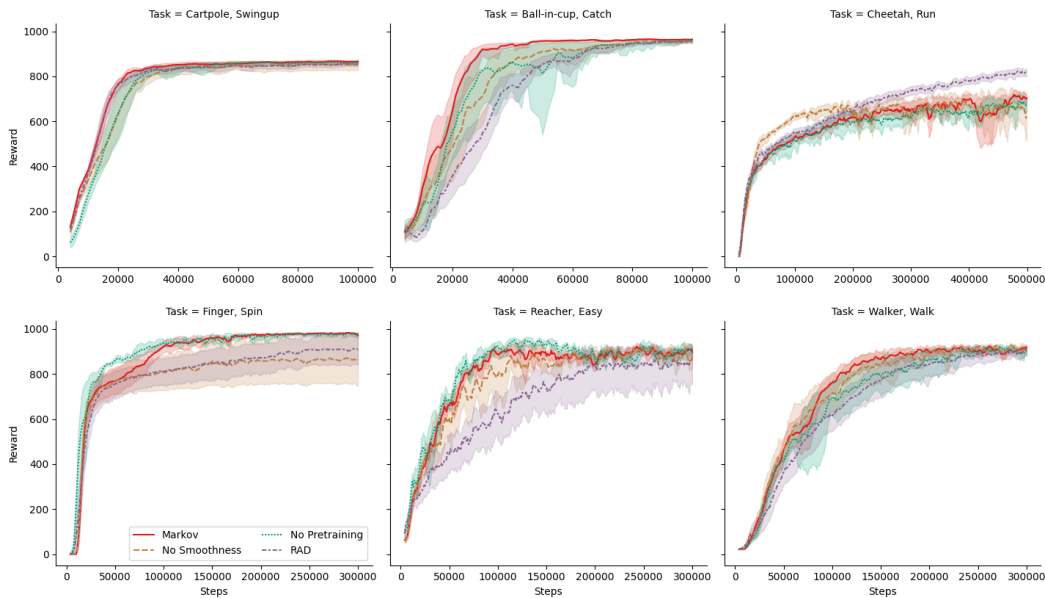 Task = Cartpole, Swingup
Task = Ball-in-cup, Catch
Task = Cheetah, Run
1000
800
600
400
200
0
Reward
0 20000 40000 60000 80000 100000
0 20000 40000 60000 80000 100000
0 100000 200000 300000 400000 500000
Task = Finger, Spin
Task = Reacher, Easy
Task = Walker, Walk
1000
800
600
400
200
0
Reward
Markov
No Smoothness
No Pretraining
RAD
0 50000 100000 150000 200000 250000 300000
0 50000 100000 150000 200000 250000 300000
0 50000 100000 150000 200000 250000 300000
Steps
Steps
Steps